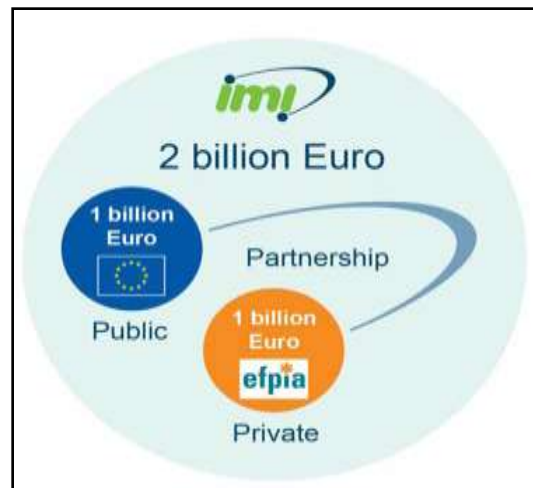 imi
2 billion Euro
1 billion
Euro
Partnership
Public
1 billion
Euro
efpia
Private